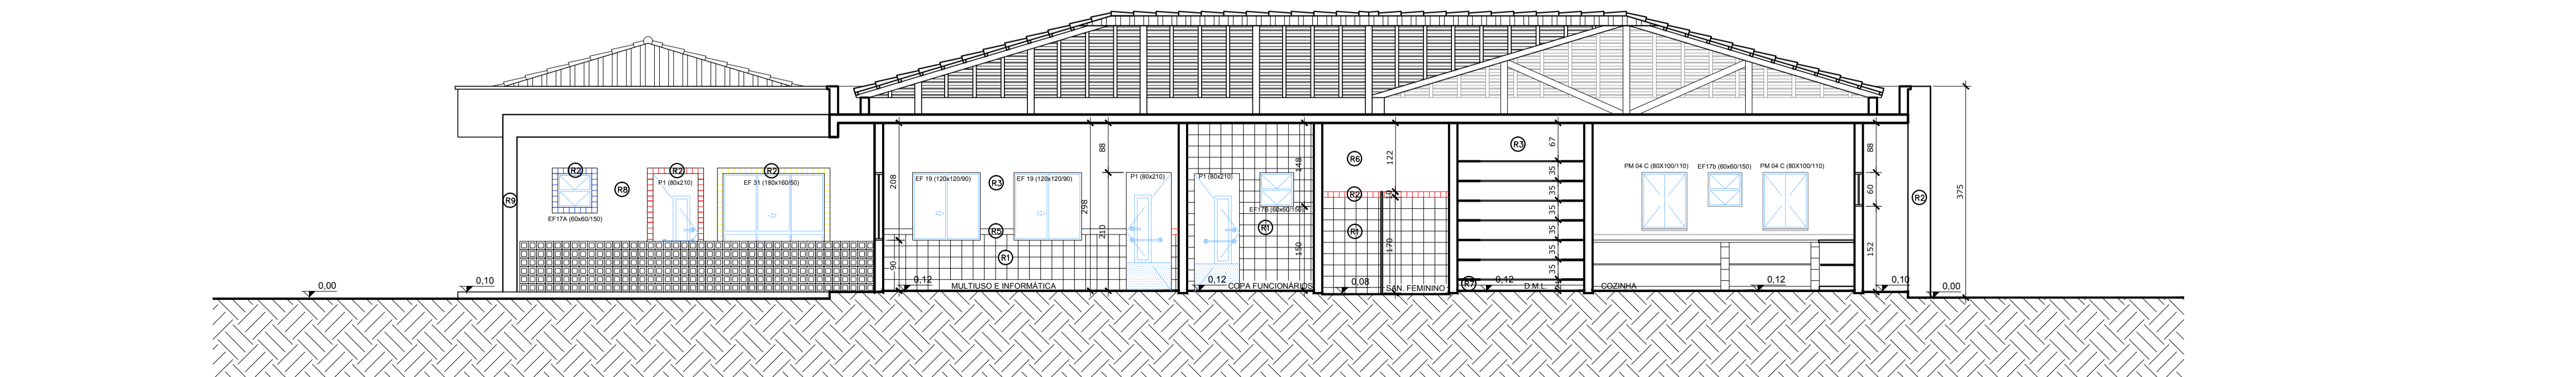 R2
R2
R2
R8
R9
P1 (80x210)
EF 31 (180x160/50)
EF17A (60x60/150)
0,00
0,10
208
90
0,12
EF 19 (120x120/90)
R3
EF 19 (120x120/90)
R5
R1
MULTIUSO E INFORMÁTICA
298
88
210
P1 (80x210)
P1 (80x210)
148
EF17B (60x60/150)
R1
150
0,12
COPA FUNCIONÁRIOS
R6
R2
R1
122
10
170
0,08
SAN. FEMININO
R3
67
35
35
35
35
35
35
R7
0,12
D.M.L.
COZINHA
PM 04 C (80X100/110)
EF17b (60x60/150)
PM 04 C (80X100/110)
0,12
88
60
152
0,10
R2
375
0,00